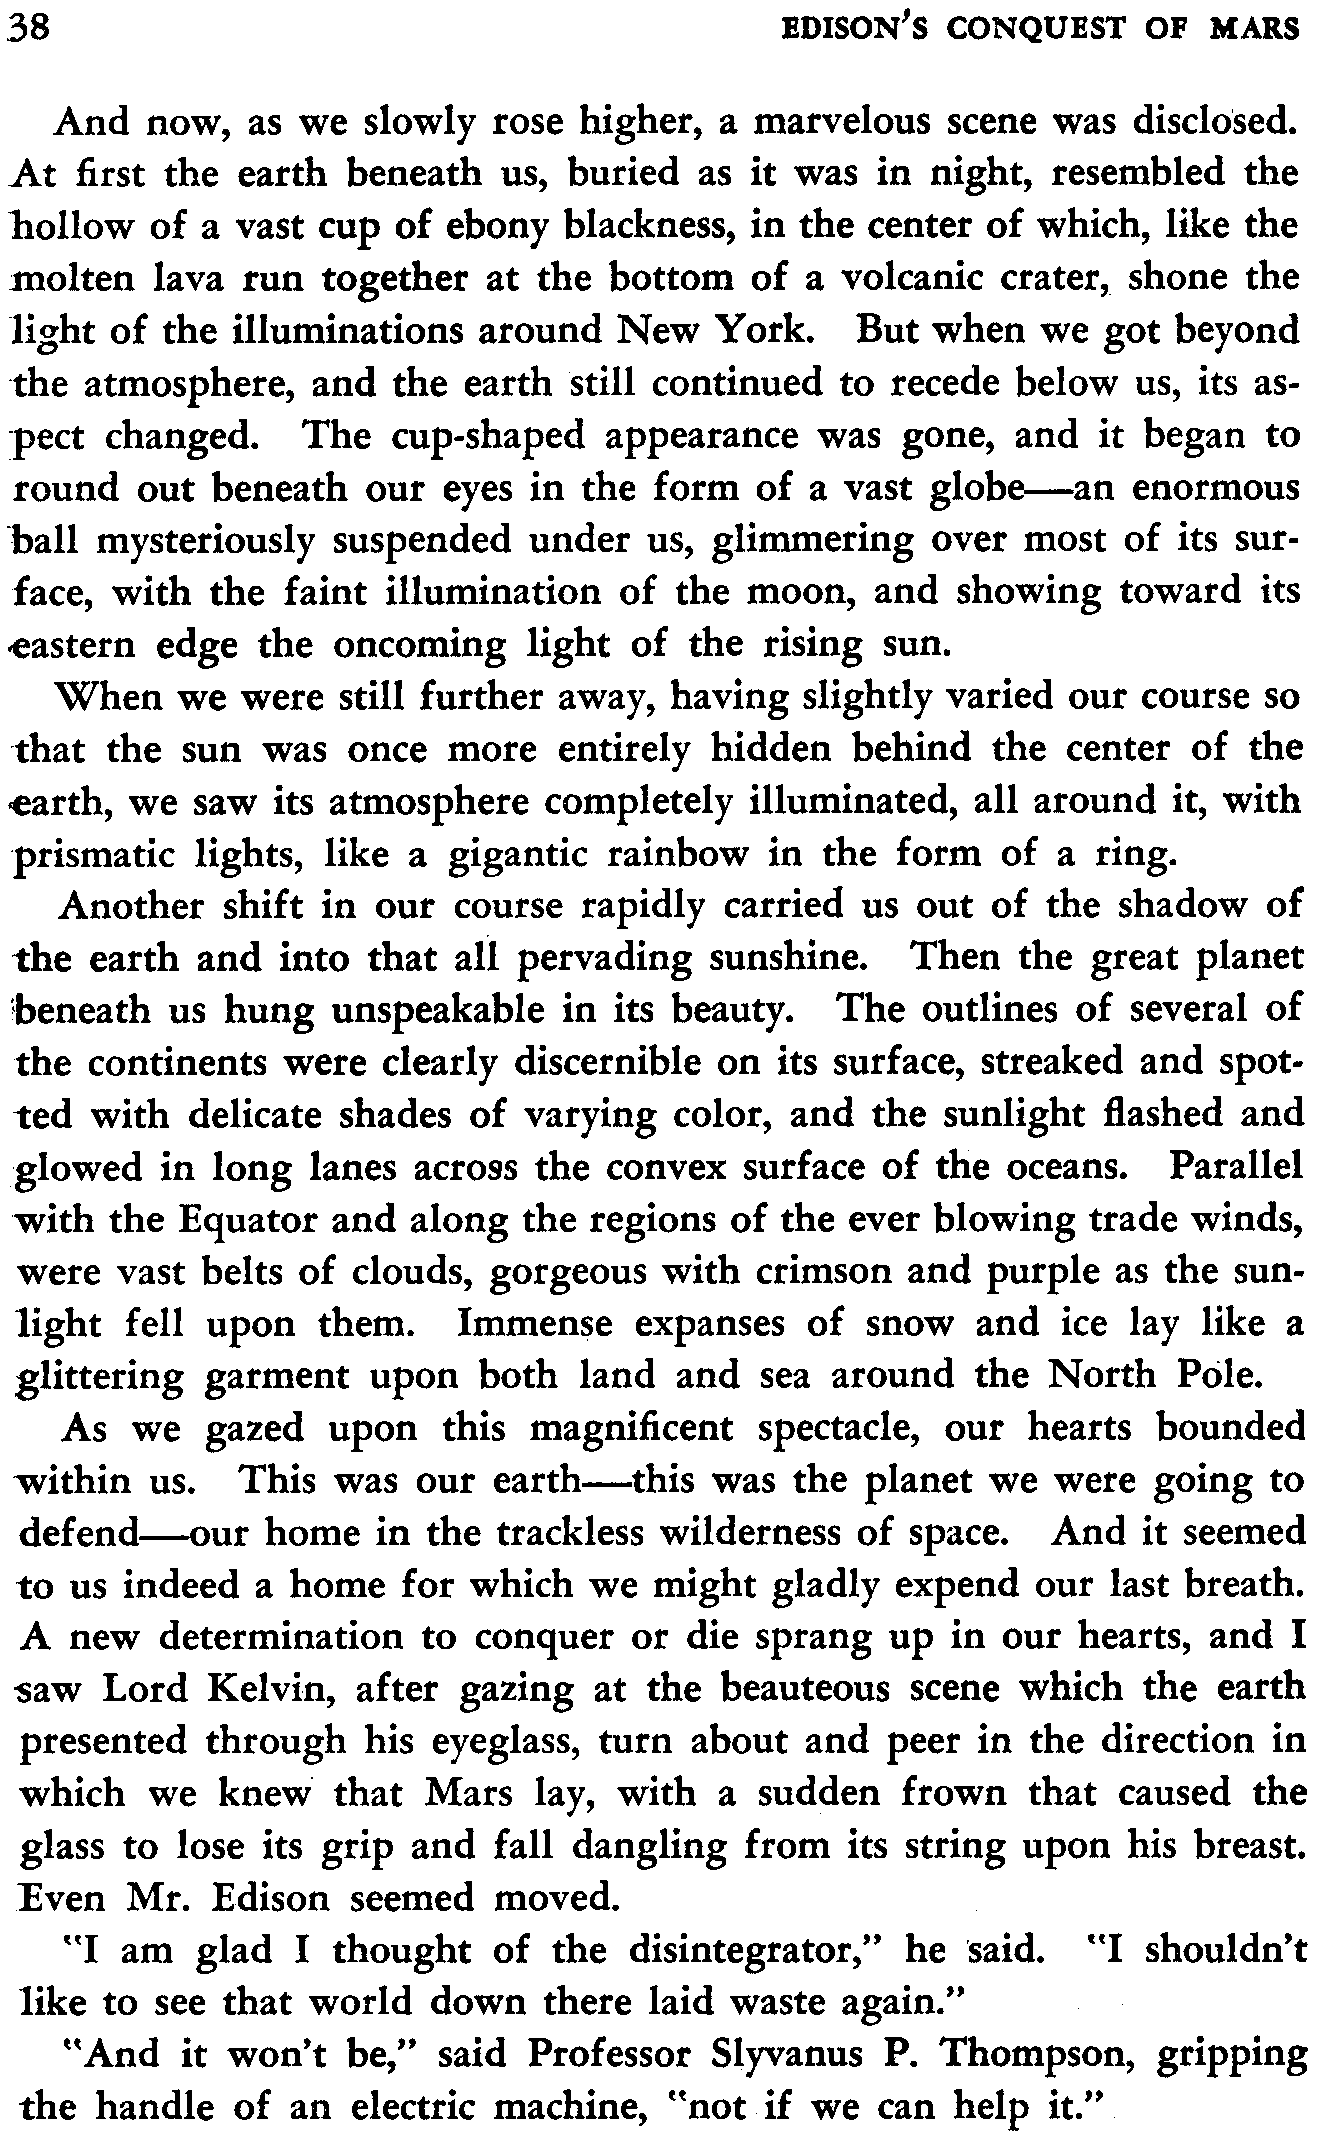 38 EDISON'S CONQUEST OF MARS
And now, as we slowly rose higher, a marvelous scene was disclosed.
At first the earth beneath us, buried as it was in night, resembled the
hollow of a vast cup of ebony blackness, in the center of which, like the
molten lava run together at the bottom of a volcanic crater, shone the
light of the illuminations around New York. But when we got beyond
the atmosphere, and the earth still continued to recede below us, its as-
pect changed. The cup-shaped appearance was gone, and it began to
round out beneath our eyes in the form of a vast globe—an enormous
ball mysteriously suspended under us, glimmering over most of its sur-
face, with the faint illumination of the moon, and showing toward its
eastern edge the oncoming light of the rising sun.
When we were still further away, having slightly varied our course so
that the sun was once more entirely hidden behind the center of the
earth, we saw its atmosphere completely illuminated, all around it, with
prismatic lights, like a gigantic rainbow in the form of a ring.
Another shift in our course rapidly carried us out of the shadow of
the earth and into that all pervading sunshine. Then the great planet
beneath us hung unspeakable in its beauty. The outlines of several of
the continents were clearly discernible on its surface, streaked and spot-
ted with delicate shades of varying color, and the sunlight flashed and
glowed in long lanes across the convex surface of the oceans. Parallel
with the Equator and along the regions of the ever blowing trade winds,
were vast belts of clouds, gorgeous with crimson and purple as the sun-
light fell upon them. Immense expanses of snow and ice lay like a
glittering garment upon both land and sea around the North Pole.
As we gazed upon this magnificent spectacle, our hearts bounded
within us. This was our earth—this was the planet we were going to
defend—our home in the trackless wilderness of space. And it seemed
to us indeed a home for which we might gladly expend our last breath.
A new determination to conquer or die sprang up in our hearts, and I
saw Lord Kelvin, after gazing at the beauteous scene which the earth
presented through his eyeglass, turn about and peer in the direction in
which we knew that Mars lay, with a sudden frown that caused the
glass to lose its grip and fall dangling from its string upon his breast.
Even Mr. Edison seemed moved.
"I am glad I thought of the disintegrator," he said. "I shouldn't
like to see that world down there laid waste again."
"And it won't be," said Professor Slyvanus P. Thompson, gripping
the handle of an electric machine, "not if we can help it."